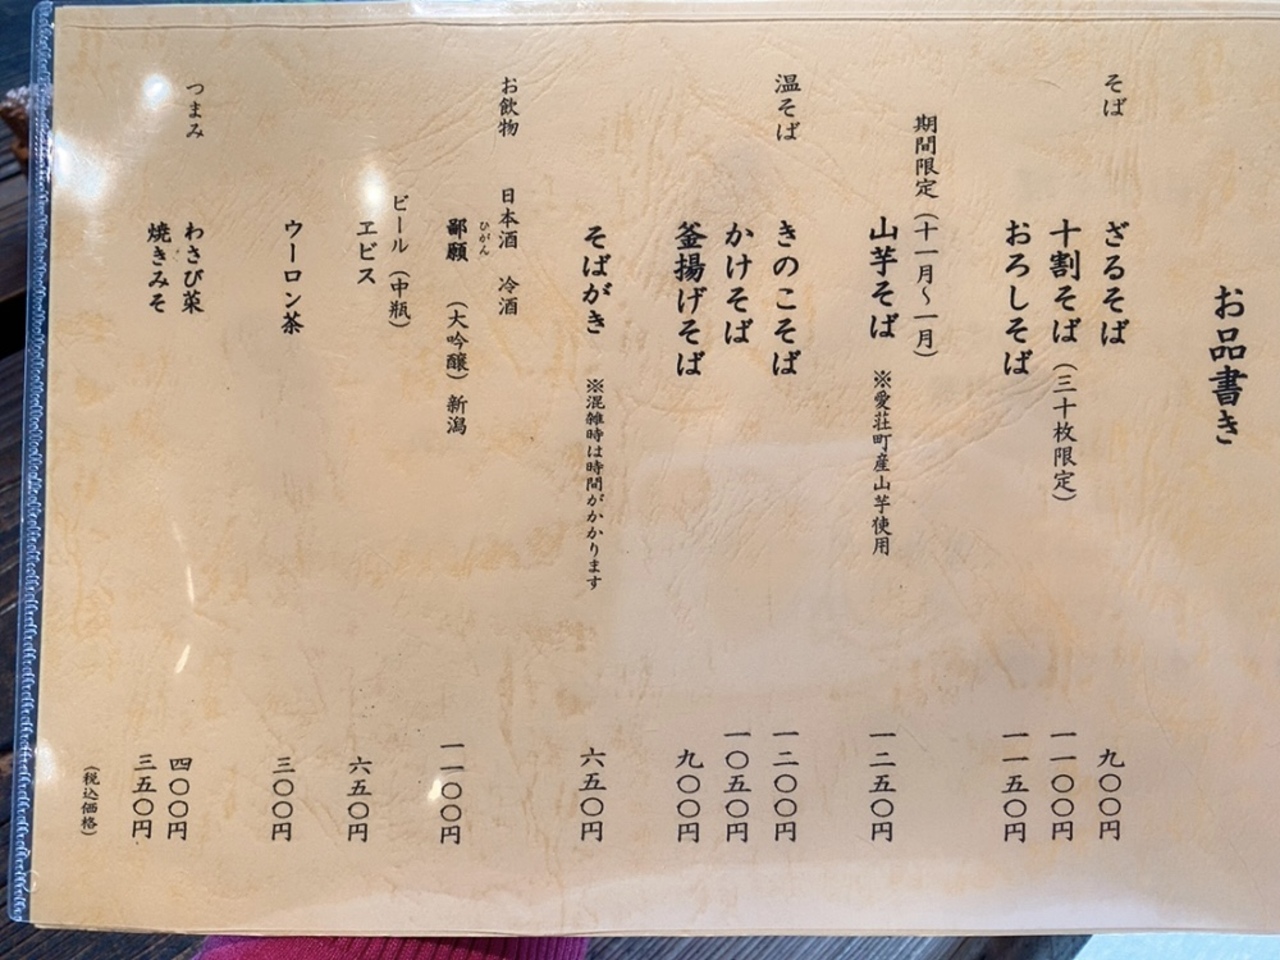 お品書き
そば
ざるそば 九〇〇円
十割そば（三十枚限定） 一一〇〇円
おろしそば 一一五〇円
期間限定（十一月〜一月）
山芋そば ※愛荘町産山芋使用 一二五〇円
温そば
きのこそば 一二〇〇円
かけそば 一〇五〇円
釜揚げそば 九〇〇円
そばがき ※混雑時は時間がかかります 六五〇円
お飲物
日本酒 冷酒
ひがん
鄙願（大吟醸）新潟 一一〇〇円
ビール（中瓶）
ヱビス 六五〇円
ウーロン茶 三〇〇円
つまみ
わさび菜 四〇〇円
焼きみそ 三五〇円
（税込価格）